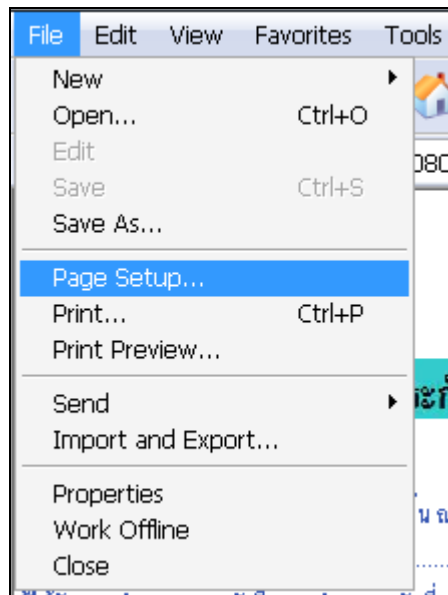 File Edit View Favorites Tools
New
Open... Ctrl+O
Edit
Save Ctrl+S
Save As...
Page Setup...
Print... Ctrl+P
Print Preview...
Send
Import and Export...
Properties
Work Offline
Close